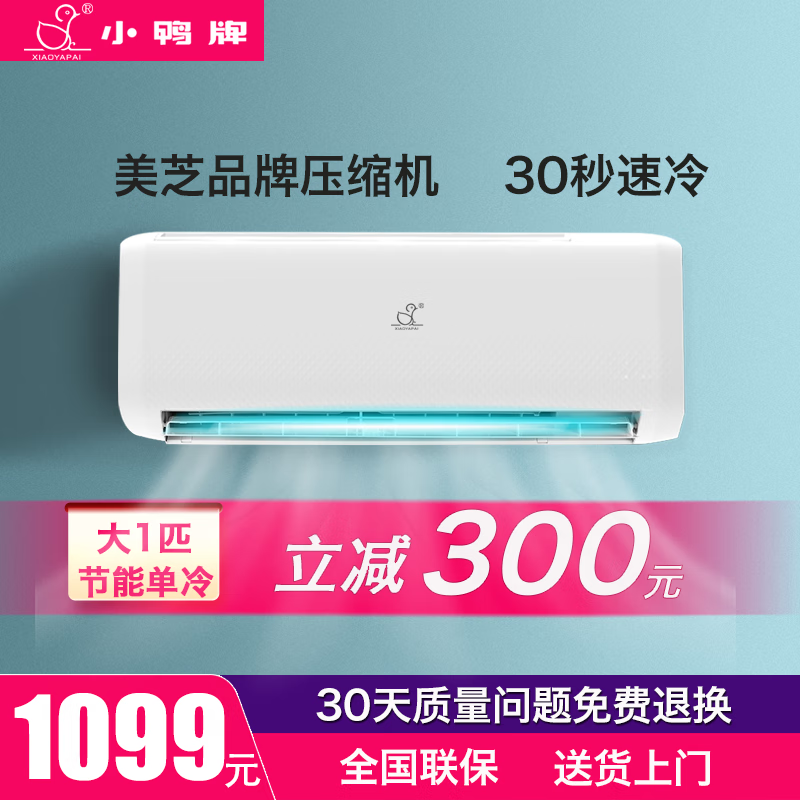 小鸭牌
®
XIAOYAPAI
美芝品牌压缩机 30秒速冷
®
XIAOYAPAI
大1匹
节能单冷
立减300元
1099元
30天质量问题免费退换
全国联保 送货上门